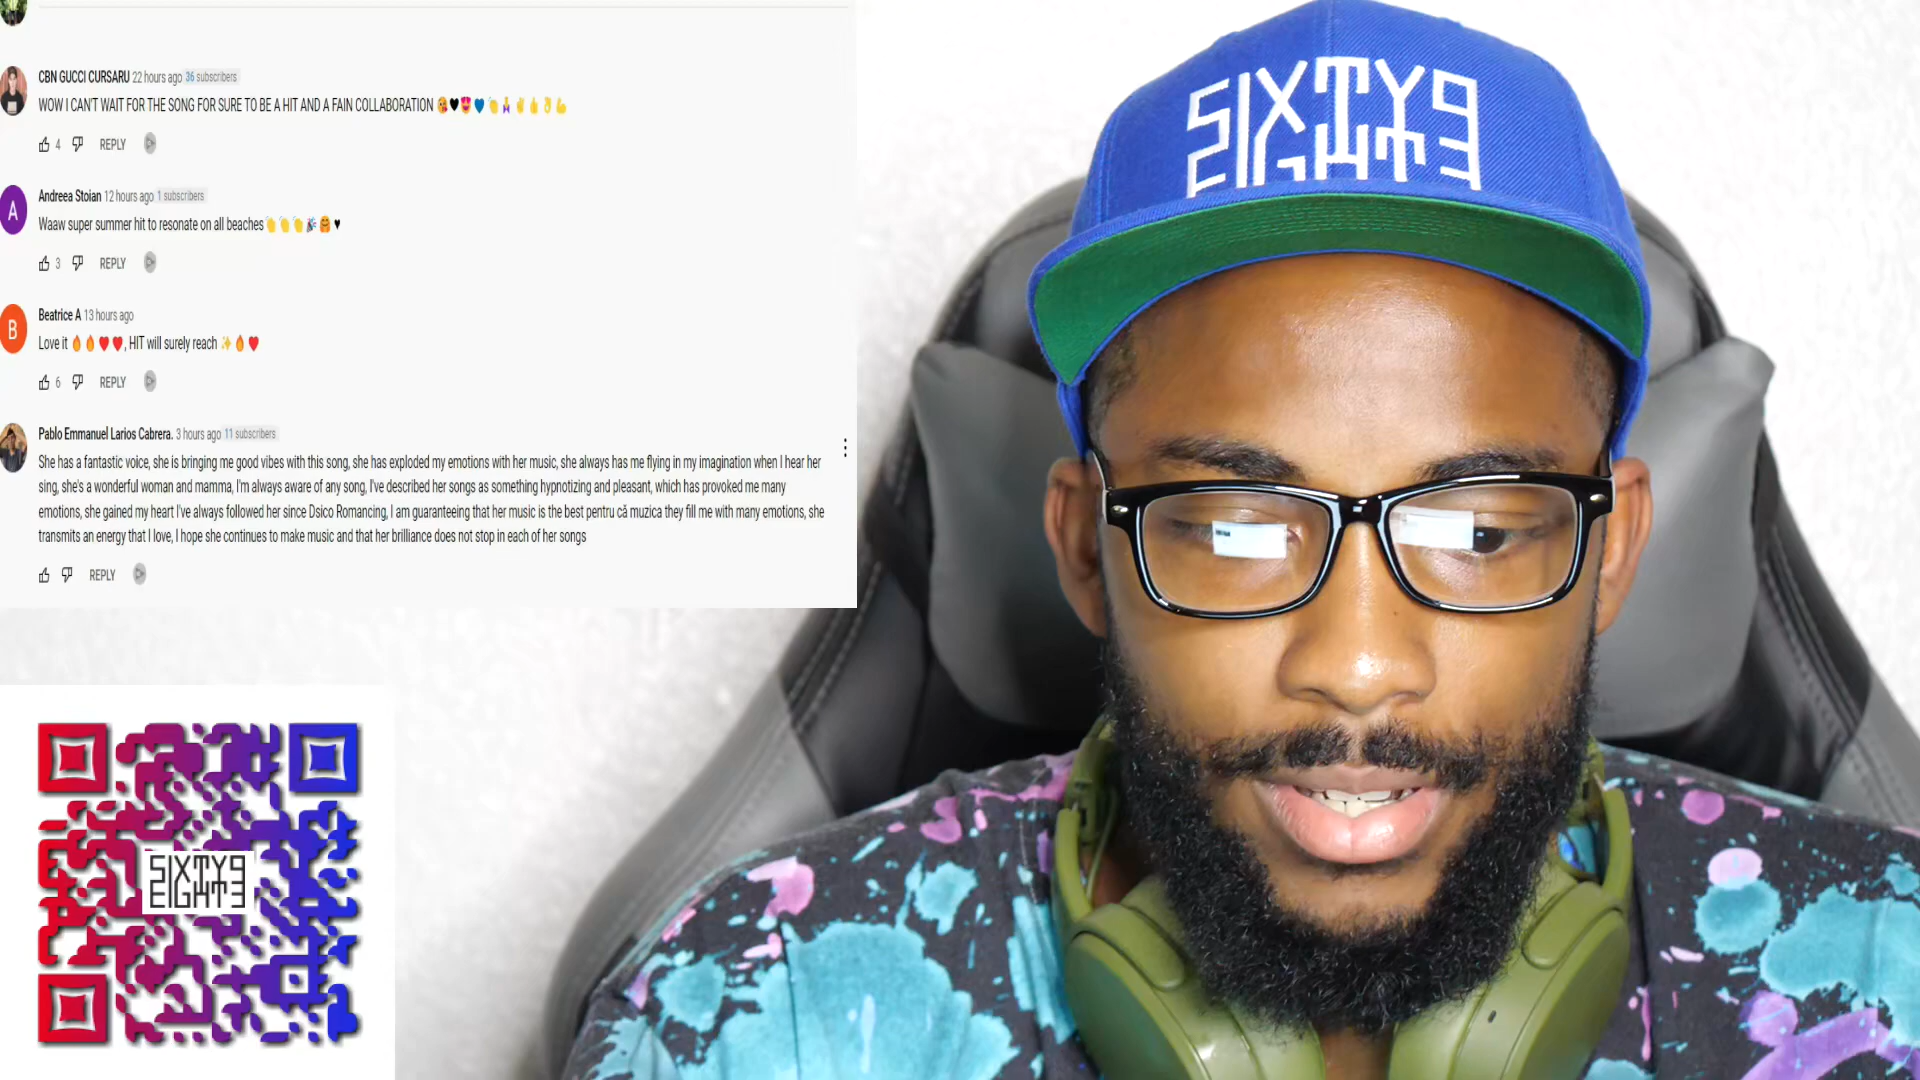 CBN GUCCI CURSARU 22 hours ago 36 subscribers
WOW I CAN'T WAIT FOR THE SONG FOR SURE TO BE A HIT AND A FAIN COLLABORATION 😘♥😍💙👏🙏✌👍👌💪
4 REPLY
A
Andreea Stoian 12 hours ago 1 subscribers
Waaw super summer hit to resonate on all beaches👏👏👏🎉🤗♥
3 REPLY
B
Beatrice A 13 hours ago
Love it 🔥🔥❤❤, HIT will surely reach ✨🔥❤
6 REPLY
Pablo Emmanuel Larios Cabrera. 3 hours ago 11 subscribers
She has a fantastic voice, she is bringing me good vibes with this song, she has exploded my emotions with her music, she always has me flying in my imagination when I hear her
sing, she's a wonderful woman and mamma, I'm always aware of any song, I've described her songs as something hypnotizing and pleasant, which has provoked me many
emotions, she gained my heart I've always followed her since Dsico Romancing, I am guaranteeing that her music is the best pentru că muzica they fill me with many emotions, she
transmits an energy that I love, I hope she continues to make music and that her brilliance does not stop in each of her songs
REPLY
SIXTY9
EIGHT3
SIXTY9
EIGHT3